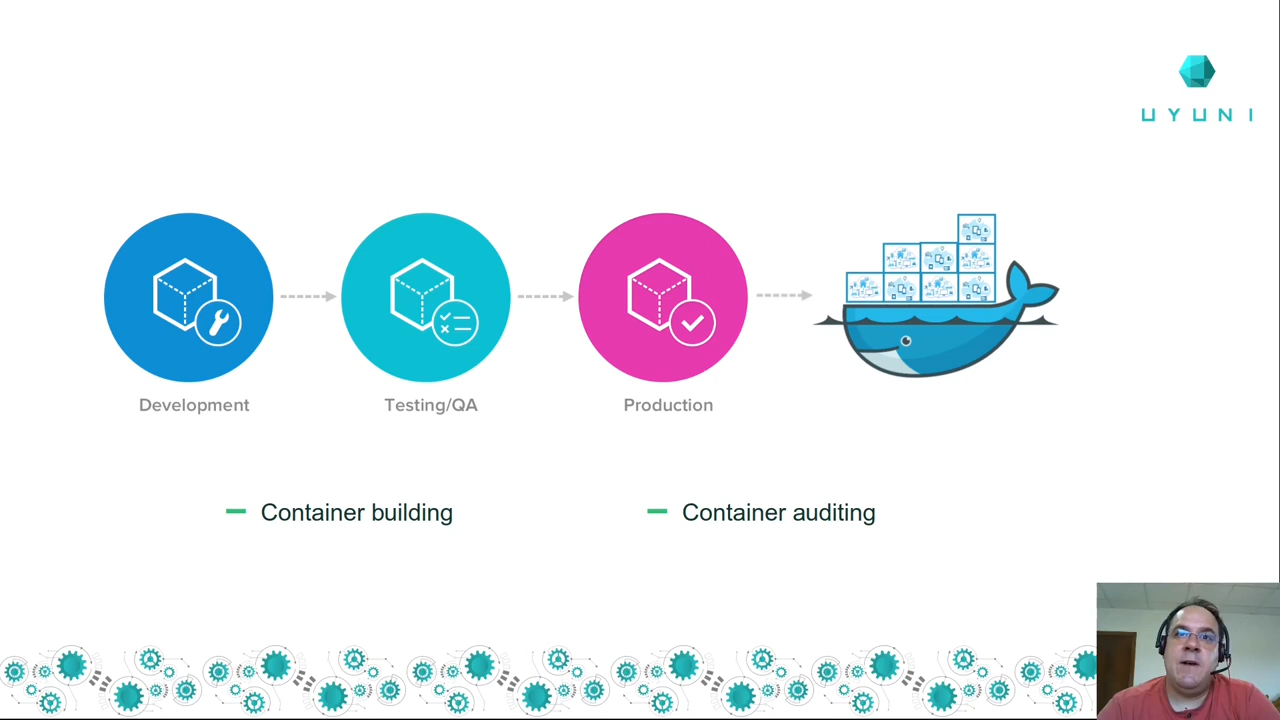 UYUNI
Development
Testing/QA
Production
Container building
Container auditing